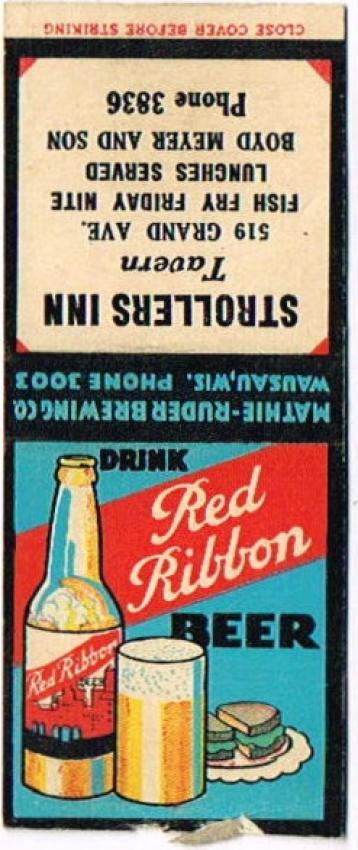 CLOSE COVER BEFORE STRIKING
STROLLERS INN
Tavern
519 GRAND AVE.
FISH FRY FRIDAY NITE
LUNCHES SERVED
BOYD MEYER AND SON
Phone 3836
MATHIE-RUDER BREWING CO.
WAUSAU, WIS. PHONE 3003
DRINK
Red
Ribbon
BEER
Red Ribbon
BEER